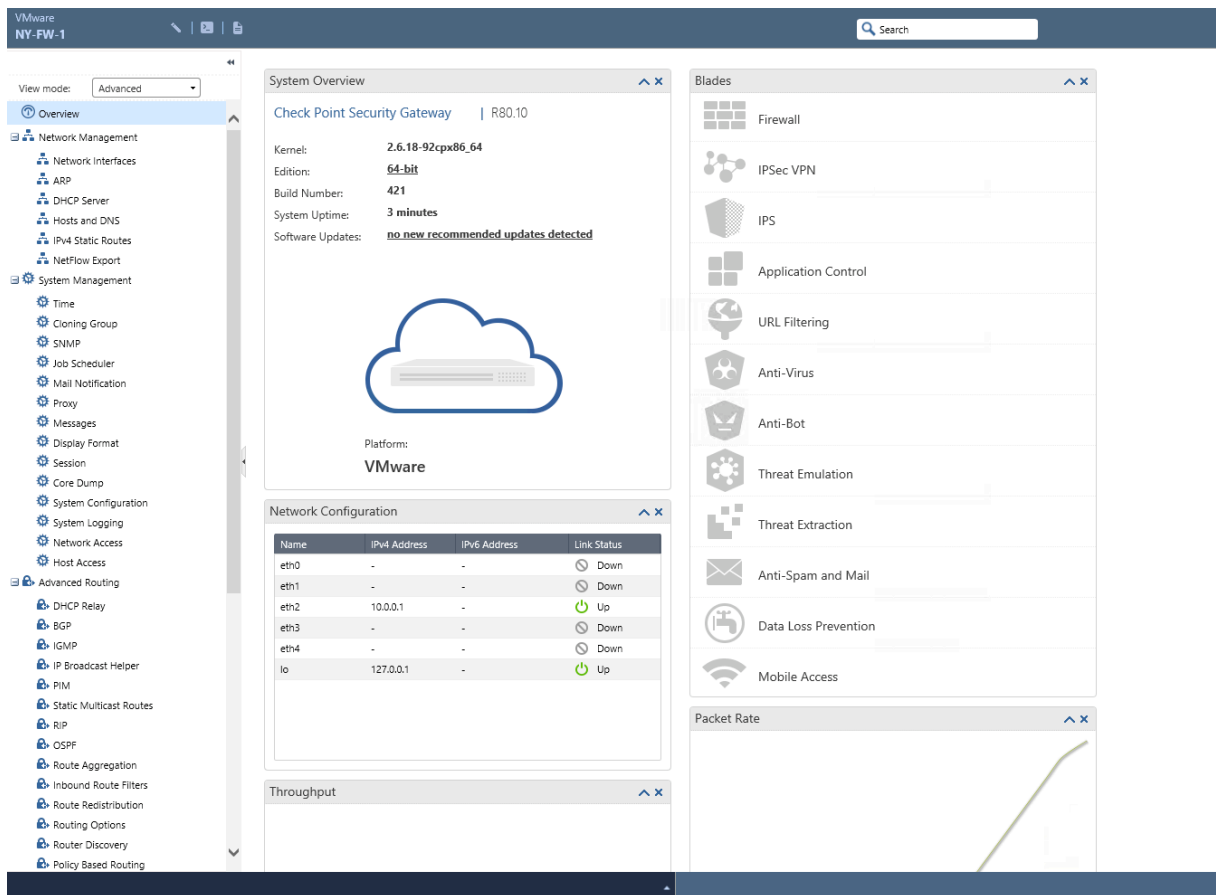 VMware
NY-FW-1
Search
View mode: Advanced
Overview
Network Management
Network Interfaces
ARP
DHCP Server
Hosts and DNS
IPv4 Static Routes
NetFlow Export
System Management
Time
Cloning Group
SNMP
Job Scheduler
Mail Notification
Proxy
Messages
Display Format
Session
Core Dump
System Configuration
System Logging
Network Access
Host Access
Advanced Routing
DHCP Relay
BGP
IGMP
IP Broadcast Helper
PIM
Static Multicast Routes
RIP
OSPF
Route Aggregation
Inbound Route Filters
Route Redistribution
Routing Options
Router Discovery
Policy Based Routing
System Overview
Check Point Security Gateway | R80.10
Kernel: 2.6.18-92cpx86_64
Edition: 64-bit
Build Number: 421
System Uptime: 3 minutes
Software Updates: no new recommended updates detected
Platform:
VMware
Network Configuration
Name IPv4 Address IPv6 Address Link Status
eth0 - - Down
eth1 - - Down
eth2 10.0.0.1 - Up
eth3 - - Down
eth4 - - Down
lo 127.0.0.1 - Up
Throughput
Blades
Firewall
IPSec VPN
IPS
Application Control
URL Filtering
Anti-Virus
Anti-Bot
Threat Emulation
Threat Extraction
Anti-Spam and Mail
Data Loss Prevention
Mobile Access
Packet Rate